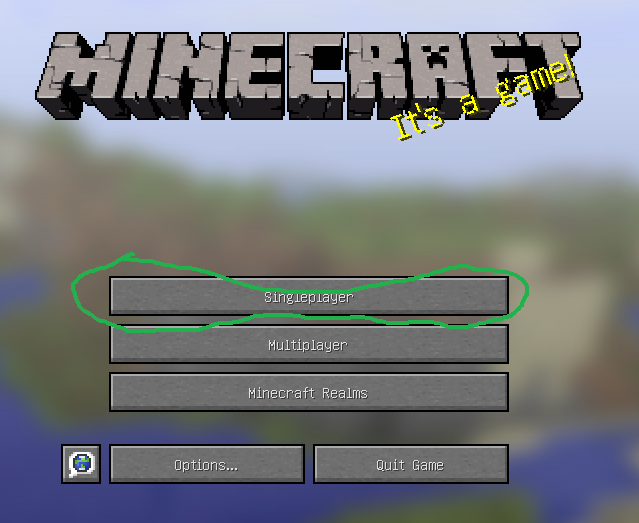 MINECRAFT
It's a game!
Singleplayer
Multiplayer
Minecraft Realms
Options... Quit Game